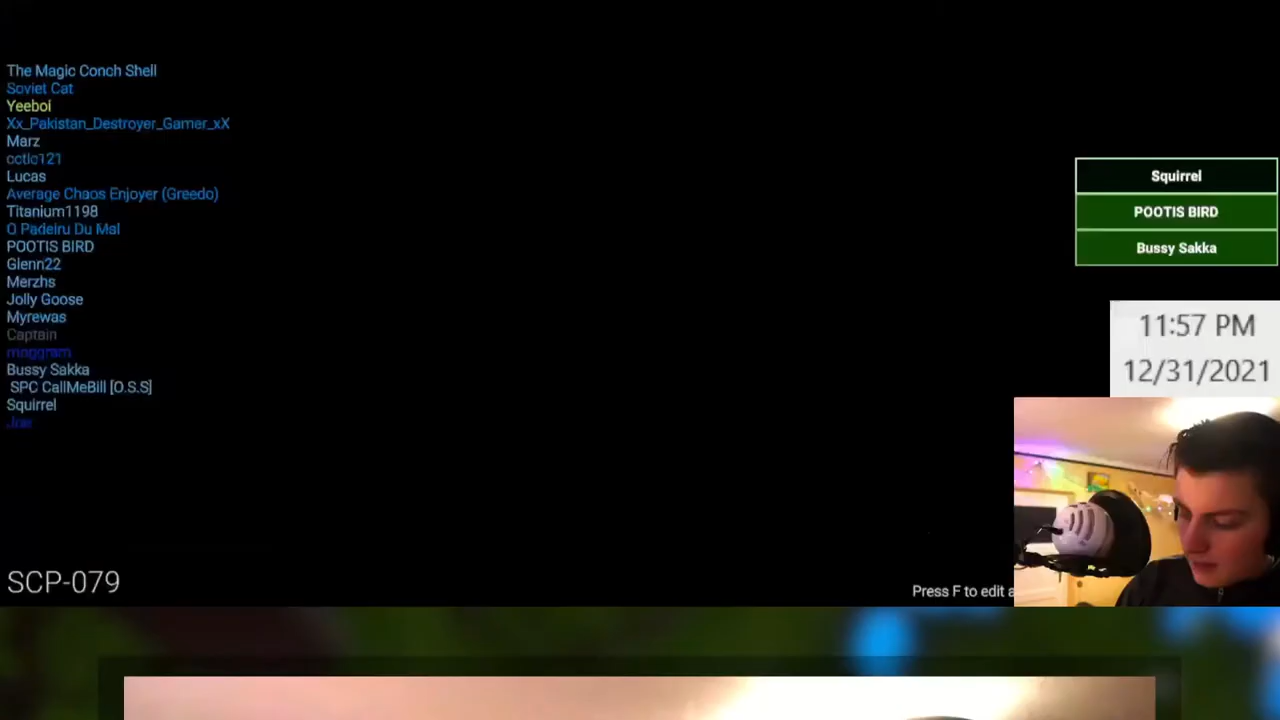 The Magic Conch Shell
Soviet Cat
Yeeboi
Xx_Pakistan_Destroyer_Gamer_xX
Marz
Lucas
Average Chaos Enjoyer (Greedo)
Titanium1198
O Padeiru Du Mal
POOTIS BIRD
Glenn22
Merzhs
Jolly Goose
Myrewas
Captain
Bussy Sakka
SPC CallMeBill [O.S.S]
Squirrel
Joe
Squirrel
POOTIS BIRD
Bussy Sakka
11:57 PM
12/31/2021
SCP-079
Press F to edit a